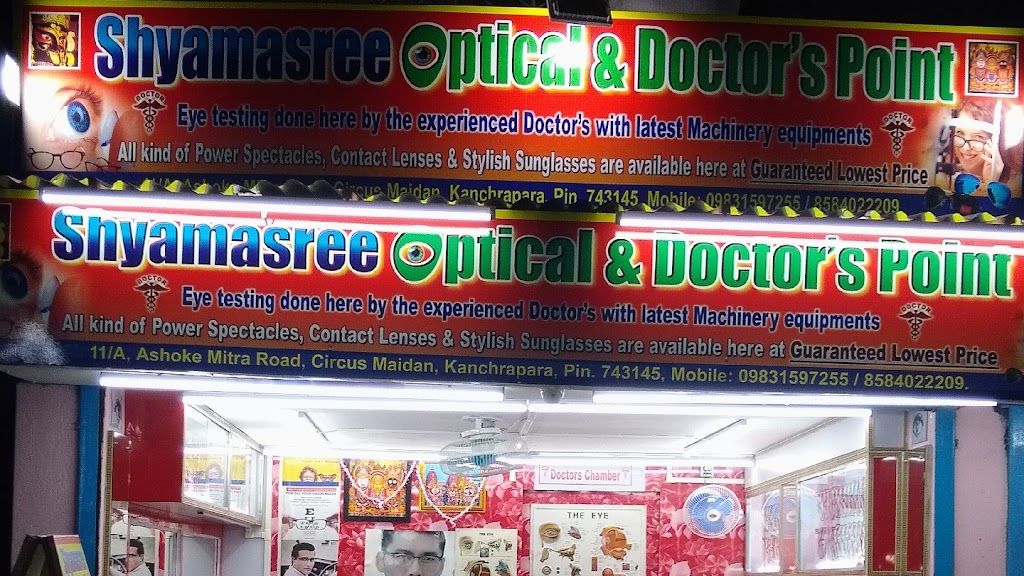 Shyamasree Optical & Doctor's Point
DOCTOR
DOCTOR
Eye testing done here by the experienced Doctor's with latest Machinery equipments
All kind of Power Spectacles, Contact Lenses & Stylish Sunglasses are available here at Guaranteed Lowest Price
Circus Maidan, Kanchrapara, Pin. 743145, Mobile: 09831597255 / 8584022209.
Shyamasree Optical & Doctor's Point
DOCTOR
DOCTOR
Eye testing done here by the experienced Doctor's with latest Machinery equipments
All kind of Power Spectacles, Contact Lenses & Stylish Sunglasses are available here at Guaranteed Lowest Price
11/A, Ashoke Mitra Road, Circus Maidan, Kanchrapara, Pin. 743145, Mobile: 09831597255 / 8584022209.
Doctors Chamber
THE EYE
E
THE EYE